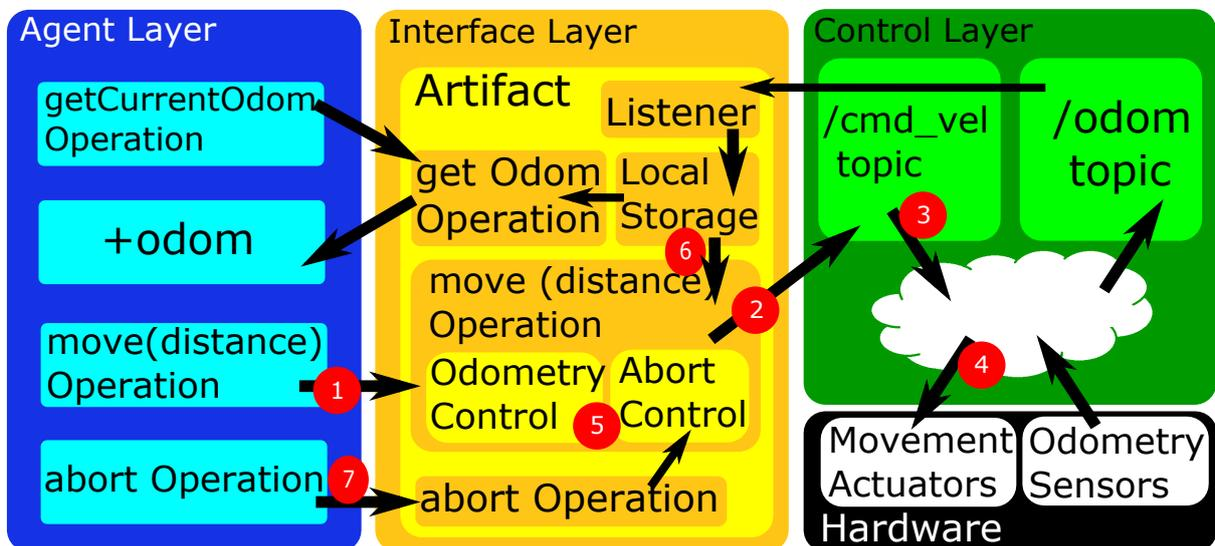 Agent Layer
getCurrentOdom
Operation
+odom
move(distance)
Operation
1
abort Operation
7
Interface Layer
Artifact
Listener
get Odom
Operation
Local
Storage
6
move (distance)
Operation
2
Odometry
Control
5
Abort
Control
abort Operation
Control Layer
/cmd_vel
topic
/odom
topic
3
4
Movement
Actuators
Odometry
Sensors
Hardware